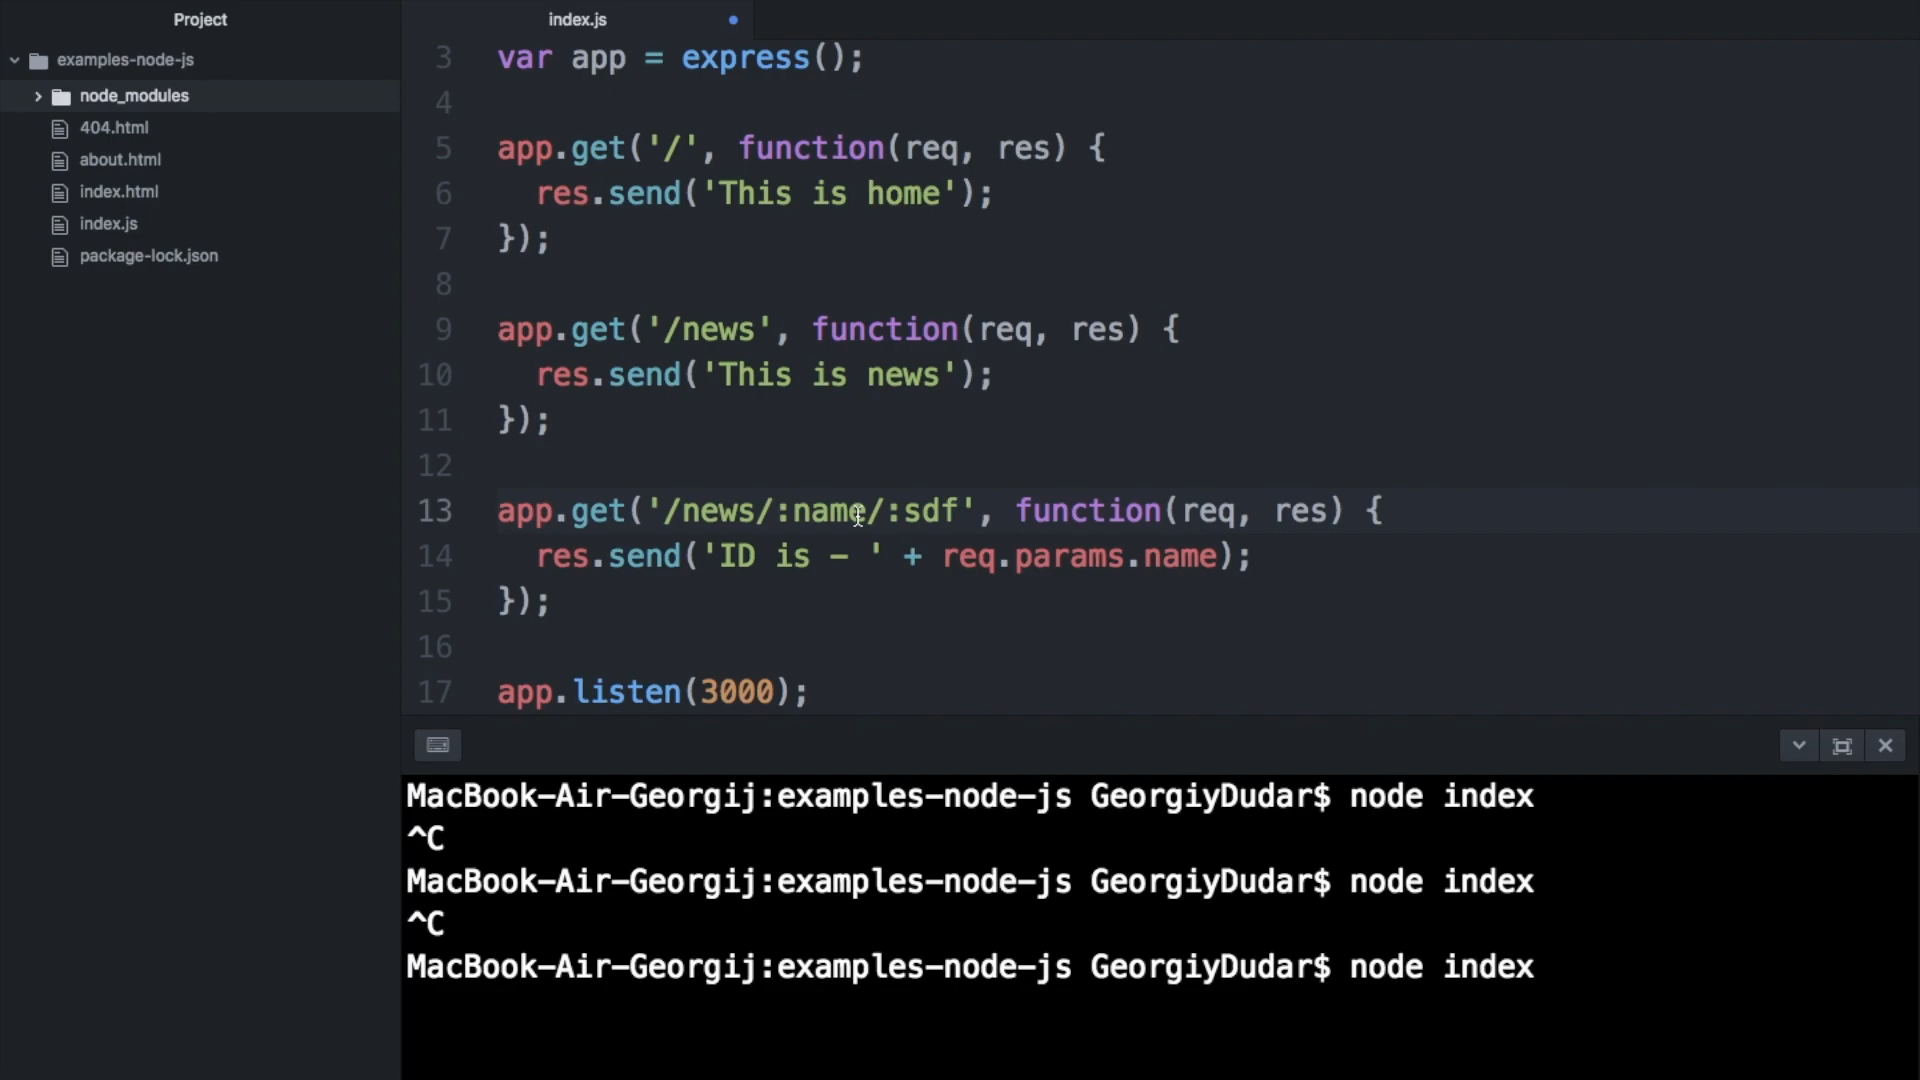 Project
examples-node-js
node_modules
404.html
about.html
index.html
index.js
package-lock.json
index.js
3 var app = express();
4
5 app.get('/', function(req, res) {
6 res.send('This is home');
7 });
8
9 app.get('/news', function(req, res) {
10 res.send('This is news');
11 });
12
13 app.get('/news/:name/:sdf', function(req, res) {
14 res.send('ID is - ' + req.params.name);
15 });
16
17 app.listen(3000);
MacBook-Air-Georgij:examples-node-js GeorgiyDudar$ node index
^C
MacBook-Air-Georgij:examples-node-js GeorgiyDudar$ node index
^C
MacBook-Air-Georgij:examples-node-js GeorgiyDudar$ node index